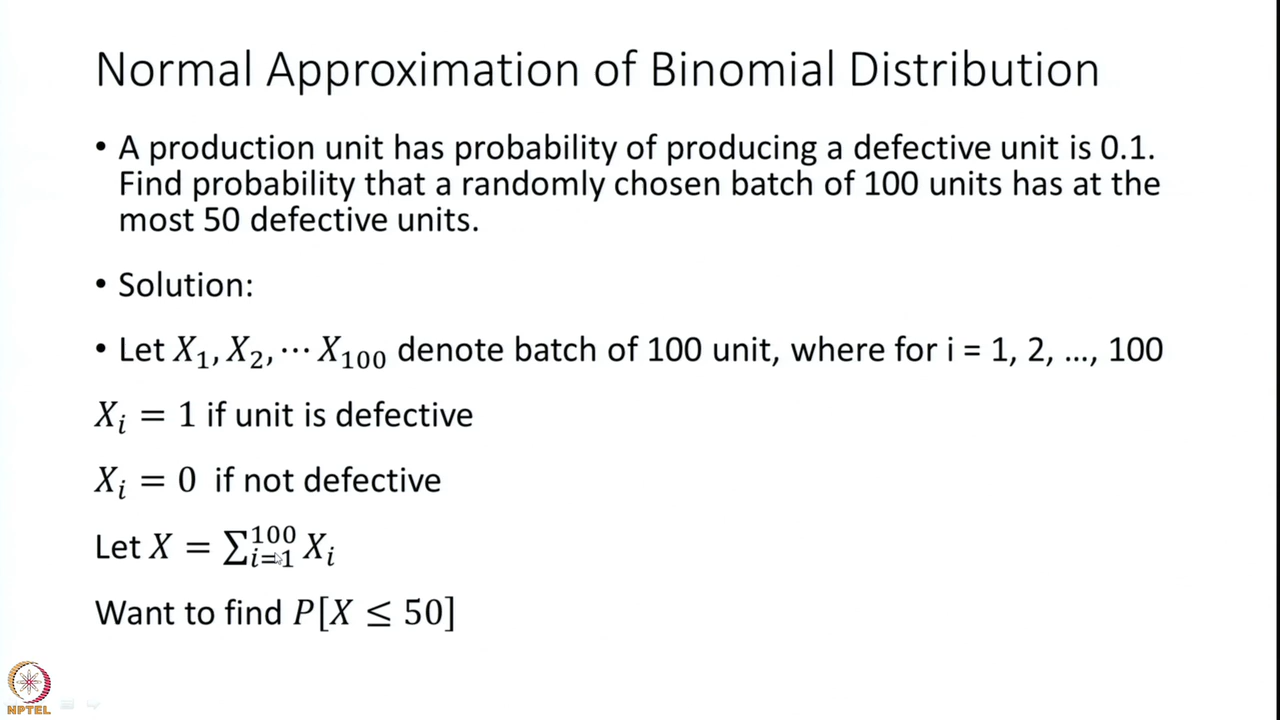 Normal Approximation of Binomial Distribution
• A production unit has probability of producing a defective unit is 0.1.
Find probability that a randomly chosen batch of 100 units has at the
most 50 defective units.
• Solution:
• Let X₁, X₂, ⋯ X₁₀₀ denote batch of 100 unit, where for i = 1, 2, ..., 100
Xᵢ = 1 if unit is defective
Xᵢ = 0 if not defective
Let X = ∑ᵢ₌₁¹⁰⁰ Xᵢ
Want to find P[X ≤ 50]
NPTEL